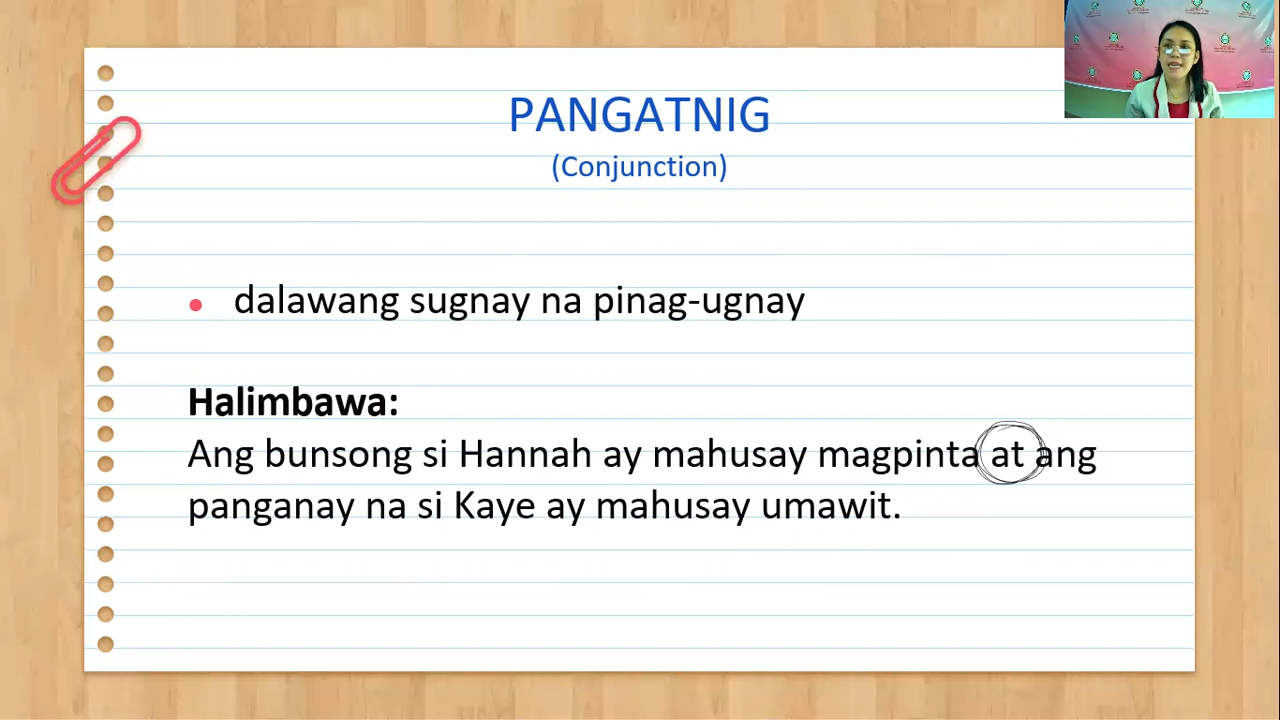 PANGATNIG
(Conjunction)
dalawang sugnay na pinag-ugnay
Halimbawa:
Ang bunsong si Hannah ay mahusay magpinta at ang
panganay na si Kaye ay mahusay umawit.